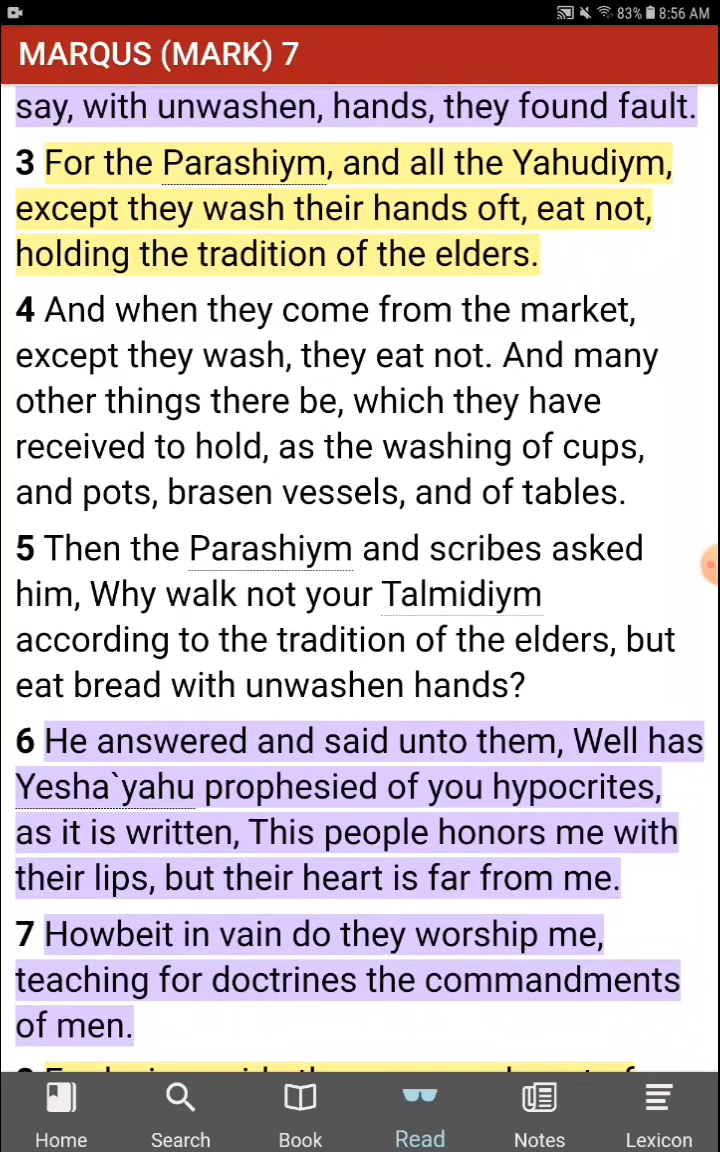 83% 8:56 AM
MARQUS (MARK) 7
say, with unwashen, hands, they found fault.
3 For the Parashiym, and all the Yahudiym,
except they wash their hands oft, eat not,
holding the tradition of the elders.
4 And when they come from the market,
except they wash, they eat not. And many
other things there be, which they have
received to hold, as the washing of cups,
and pots, brasen vessels, and of tables.
5 Then the Parashiym and scribes asked
him, Why walk not your Talmidiym
according to the tradition of the elders, but
eat bread with unwashen hands?
6 He answered and said unto them, Well has
Yesha`yahu prophesied of you hypocrites,
as it is written, This people honors me with
their lips, but their heart is far from me.
7 Howbeit in vain do they worship me,
teaching for doctrines the commandments
of men.
Home Search Book Read Notes Lexicon